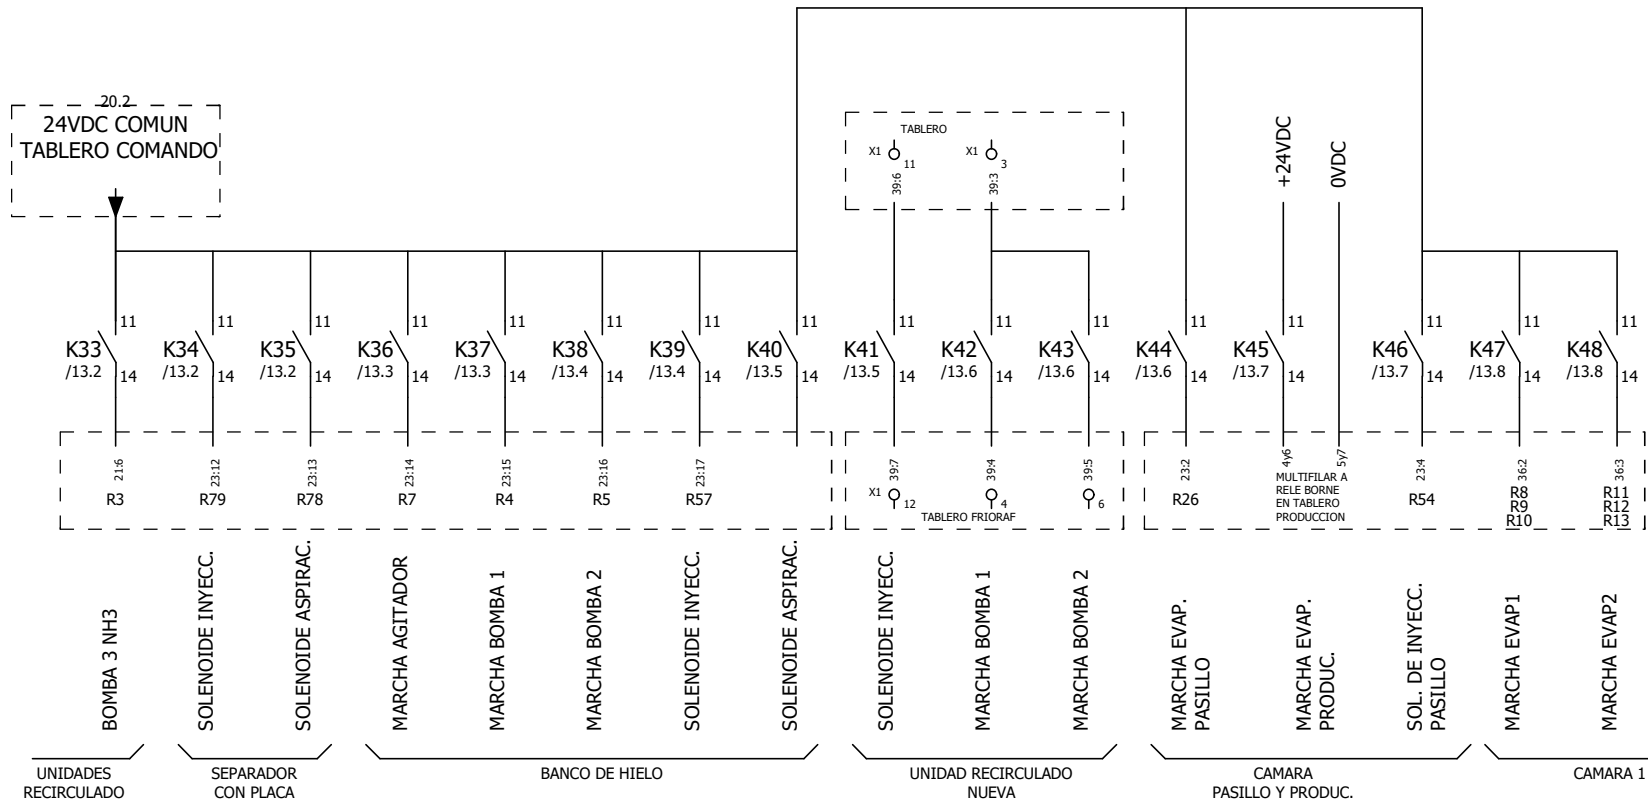 20.2
24VDC COMUN
TABLERO COMANDO
TABLERO
X1
11
X1
3
39:6
39:3
+24VDC
0VDC
11 11 11 11 11 11 11 11 11 11 11 11 11 11 11
K33 K34 K35 K36 K37 K38 K39 K40 K41 K42 K43 K44 K45 K46 K47 K48
/13.2 /13.2 /13.2 /13.3 /13.3 /13.4 /13.4 /13.5 /13.5 /13.6 /13.6 /13.6 /13.7 /13.7 /13.8 /13.8
14 14 14 14 14 14 14 14 14 14 14 14 14 14 14
21:6 23:12 23:13 23:14 23:15 23:16 23:17 39:7 39:4 39:5 23:2 4y6 5y7 23:4 36:2 36:3
R3 R79 R78 R7 R4 R5 R57
X1
12
4
6
TABLERO FRIORAF
R26
MULTIFILAR A
RELE BORNE
EN TABLERO
PRODUCCION
R54
R8
R9
R10
R11
R12
R13
BOMBA 3 NH3
SOLENOIDE INYECC.
SOLENOIDE ASPIRAC.
MARCHA AGITADOR
MARCHA BOMBA 1
MARCHA BOMBA 2
SOLENOIDE INYECC.
SOLENOIDE ASPIRAC.
SOLENOIDE INYECC.
MARCHA BOMBA 1
MARCHA BOMBA 2
MARCHA EVAP.
PASILLO
MARCHA EVAP.
PRODUC.
SOL. DE INYECC.
PASILLO
MARCHA EVAP1
MARCHA EVAP2
UNIDADES
RECIRCULADO
SEPARADOR
CON PLACA
BANCO DE HIELO
UNIDAD RECIRCULADO
NUEVA
CAMARA
PASILLO Y PRODUC.
CAMARA 1